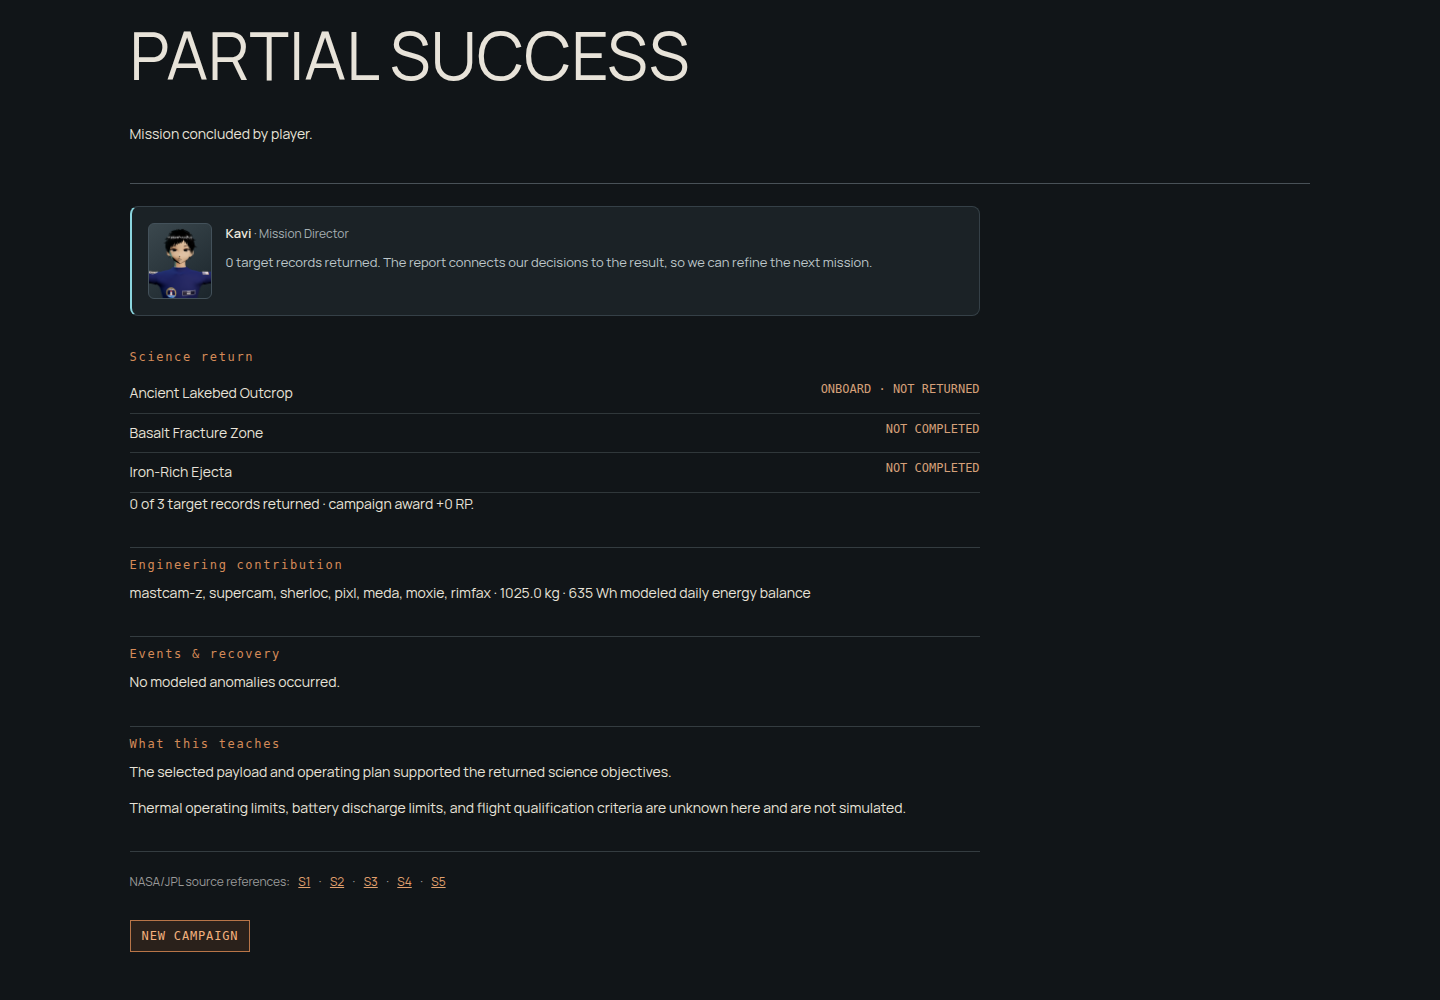 PARTIAL SUCCESS
Mission concluded by player.
Kavi · Mission Director
0 target records returned. The report connects our decisions to the result, so we can refine the next mission.
Science return
Ancient Lakebed Outcrop
ONBOARD · NOT RETURNED
Basalt Fracture Zone
NOT COMPLETED
Iron-Rich Ejecta
NOT COMPLETED
0 of 3 target records returned · campaign award +0 RP.
Engineering contribution
mastcam-z, supercam, sherloc, pixl, meda, moxie, rimfax · 1025.0 kg · 635 Wh modeled daily energy balance
Events & recovery
No modeled anomalies occurred.
What this teaches
The selected payload and operating plan supported the returned science objectives.
Thermal operating limits, battery discharge limits, and flight qualification criteria are unknown here and are not simulated.
NASA/JPL source references: S1 · S2 · S3 · S4 · S5
NEW CAMPAIGN